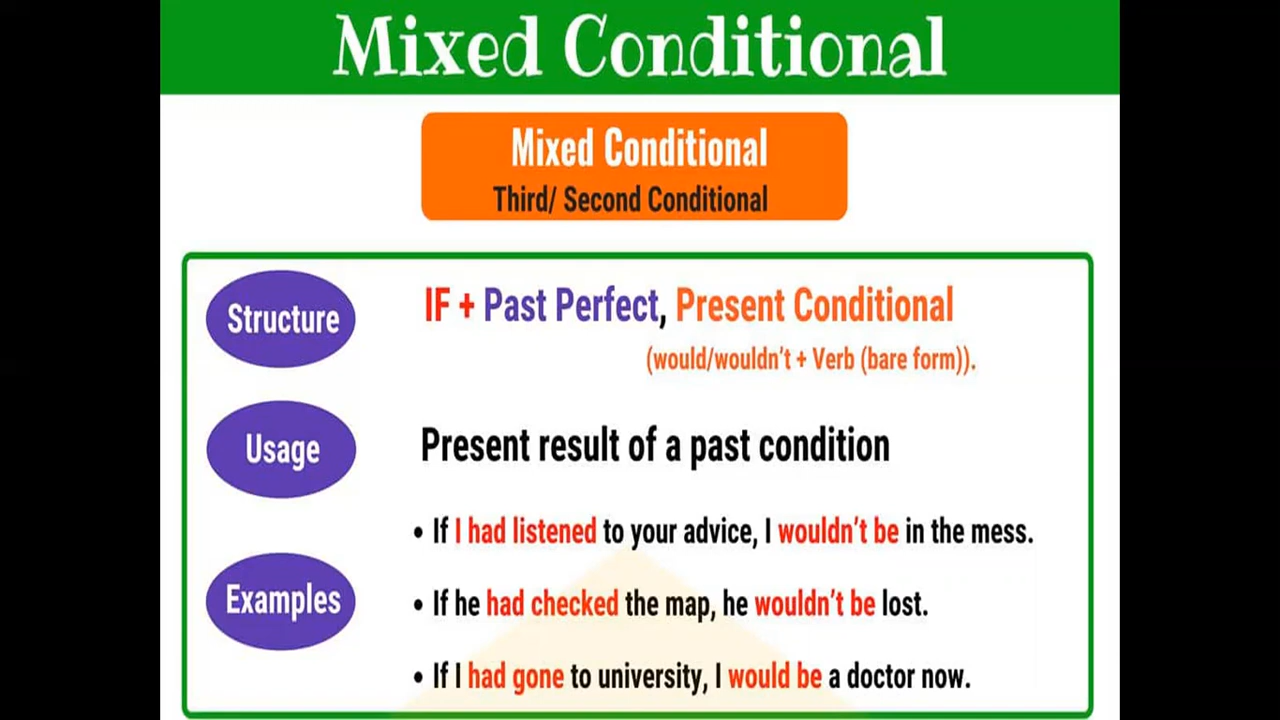 Mixed Conditional
Mixed Conditional
Third/ Second Conditional
Structure
IF + Past Perfect, Present Conditional
(would/wouldn't + Verb (bare form)).
Usage
Present result of a past condition
Examples
• If I had listened to your advice, I wouldn't be in the mess.
• If he had checked the map, he wouldn't be lost.
• If I had gone to university, I would be a doctor now.